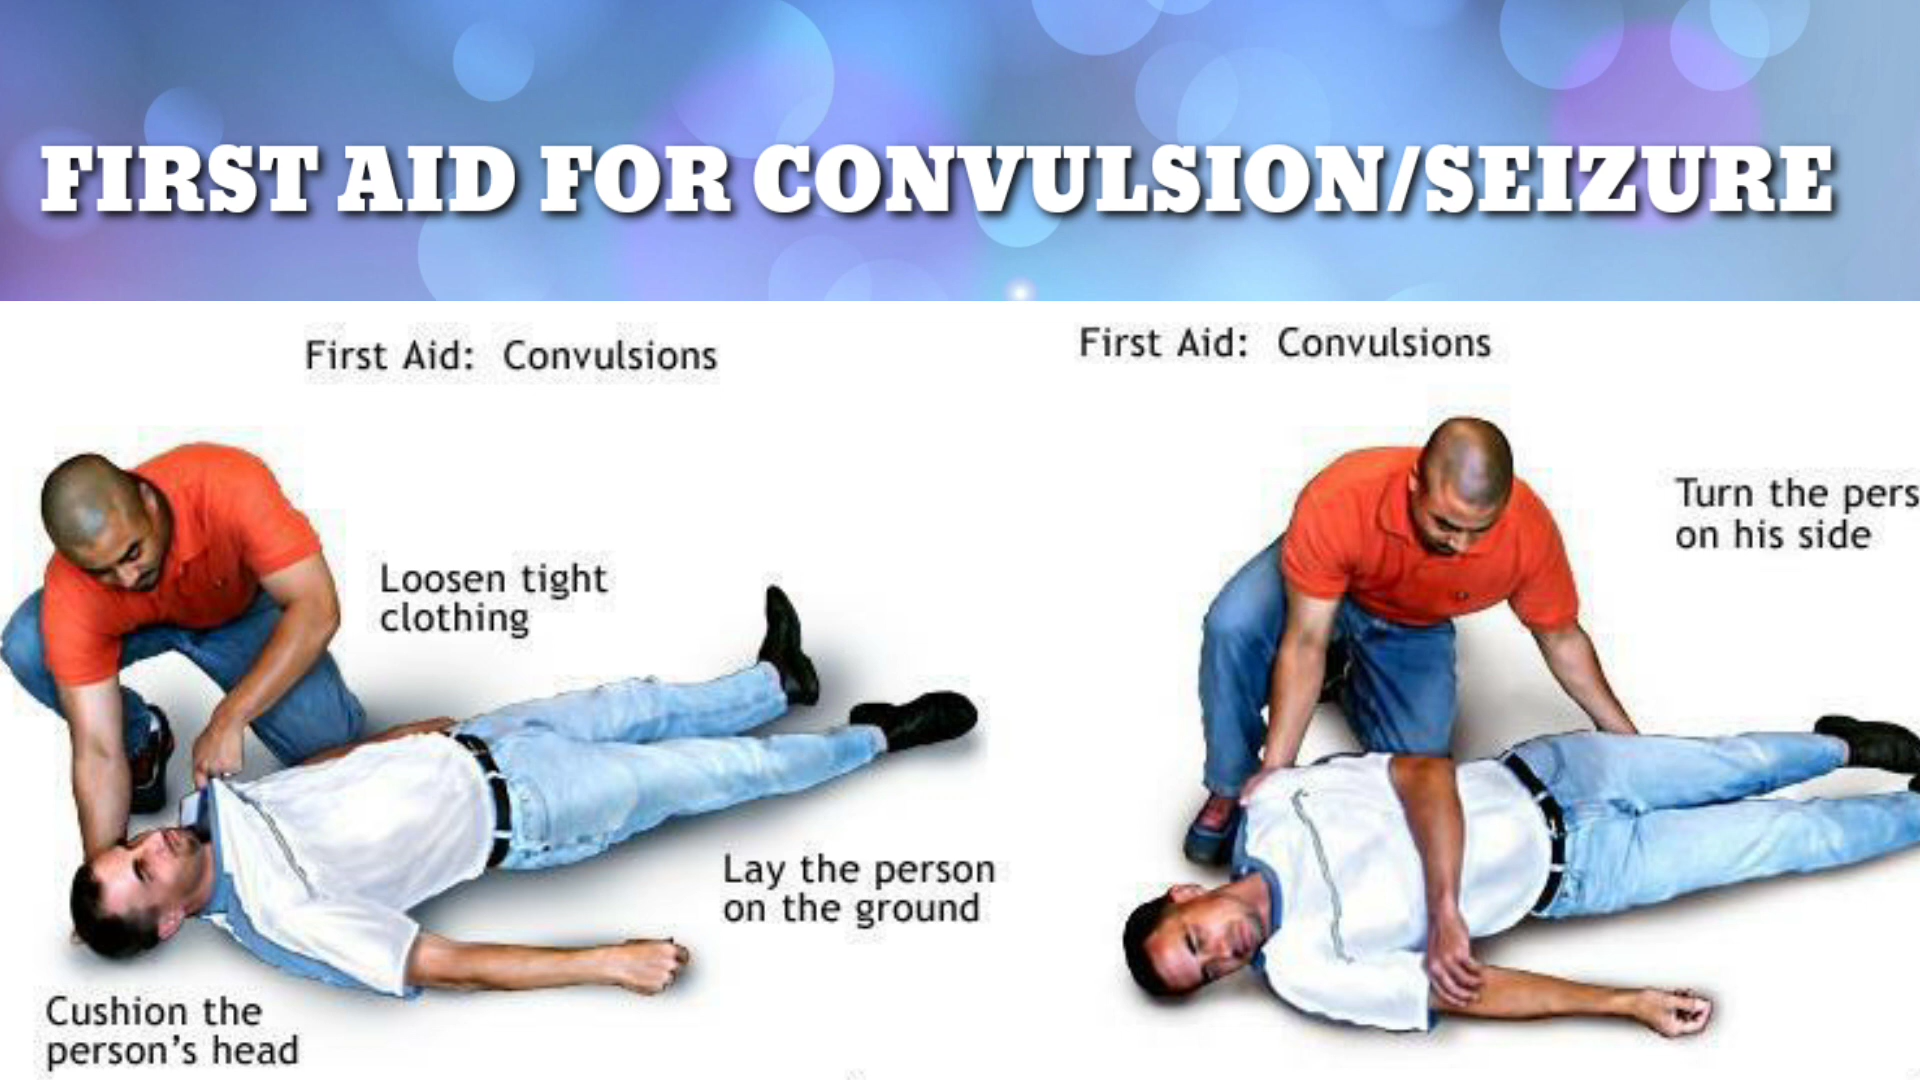 FIRST AID FOR CONVULSION/SEIZURE
First Aid: Convulsions
Loosen tight
clothing
Lay the person
on the ground
Cushion the
person's head
First Aid: Convulsions
Turn the pers
on his side